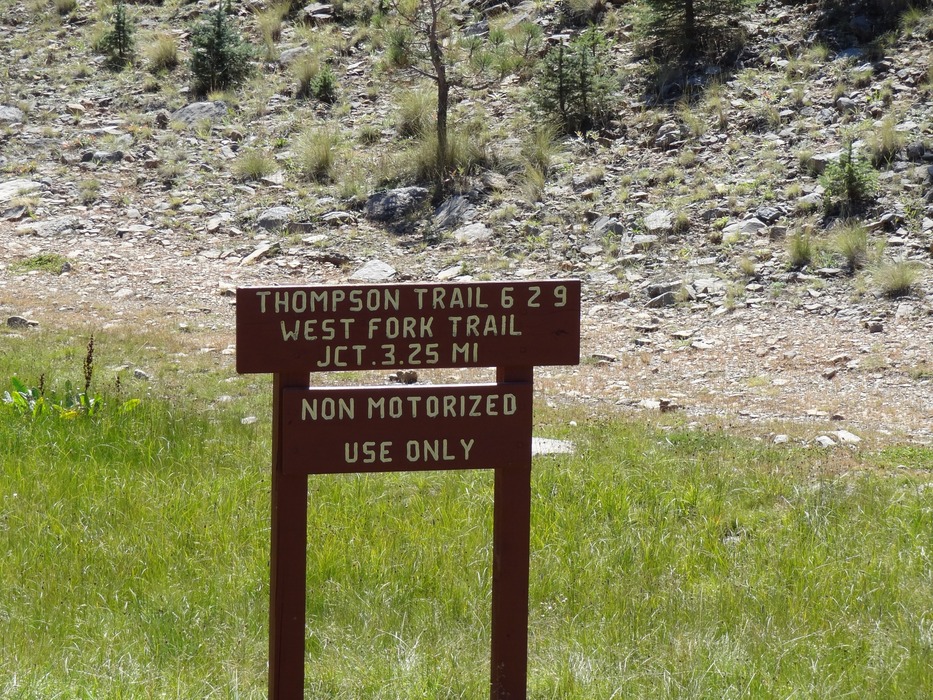 THOMPSON TRAIL 6 2 9
WEST FORK TRAIL
JCT. 3.25 MI
NON MOTORIZED
USE ONLY